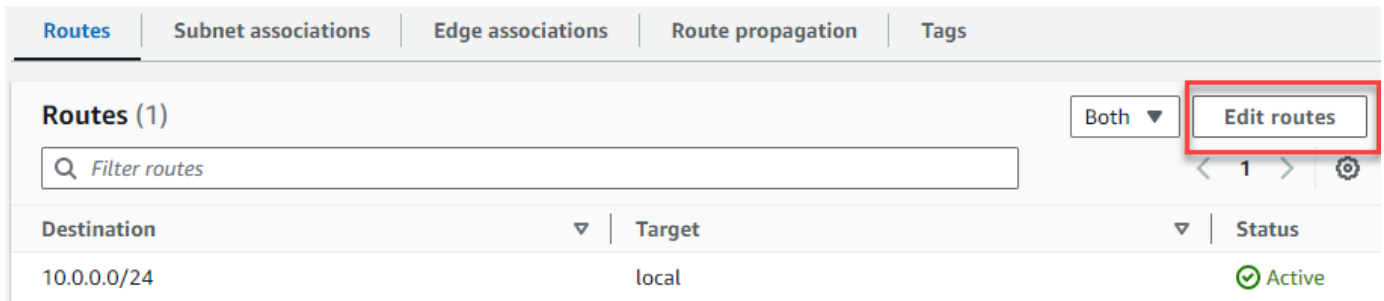 Routes Subnet associations Edge associations Route propagation Tags
Routes (1) Both Edit routes
Filter routes 1
Destination Target Status
10.0.0.0/24 local Active